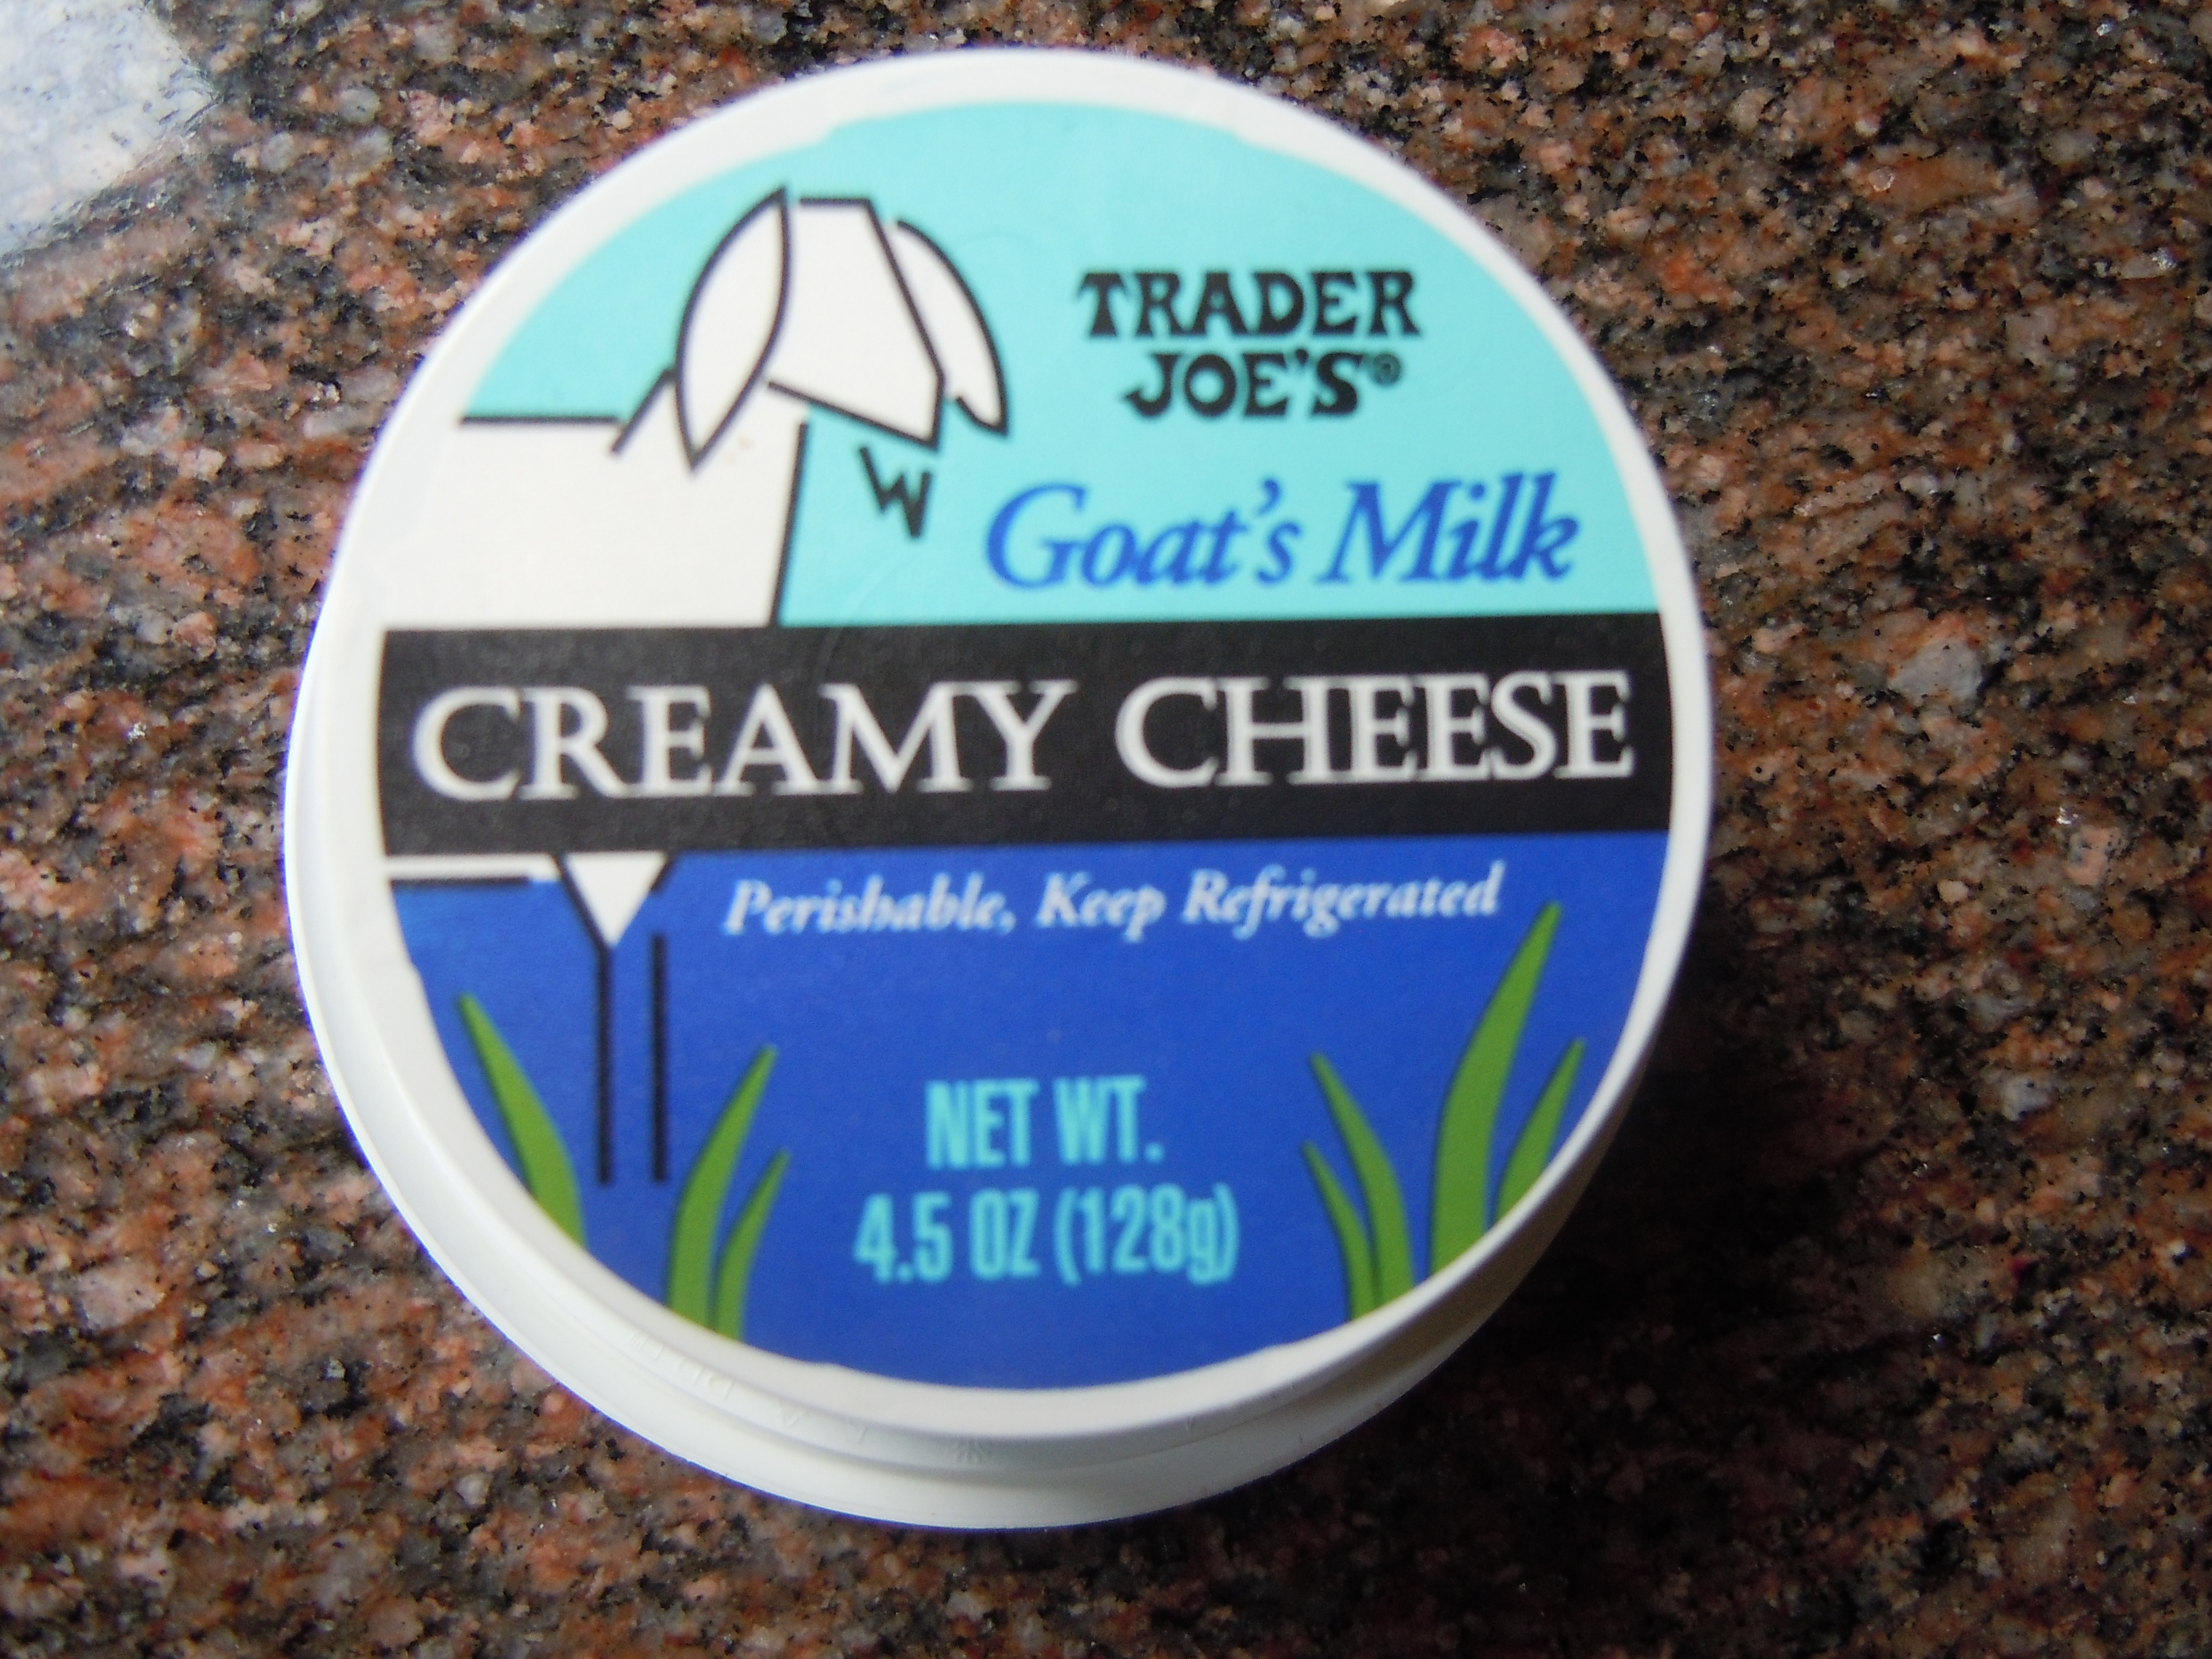 TRADER
JOE'S®
Goat's Milk
CREAMY CHEESE
Perishable, Keep Refrigerated
NET WT.
4.5 OZ (128g)